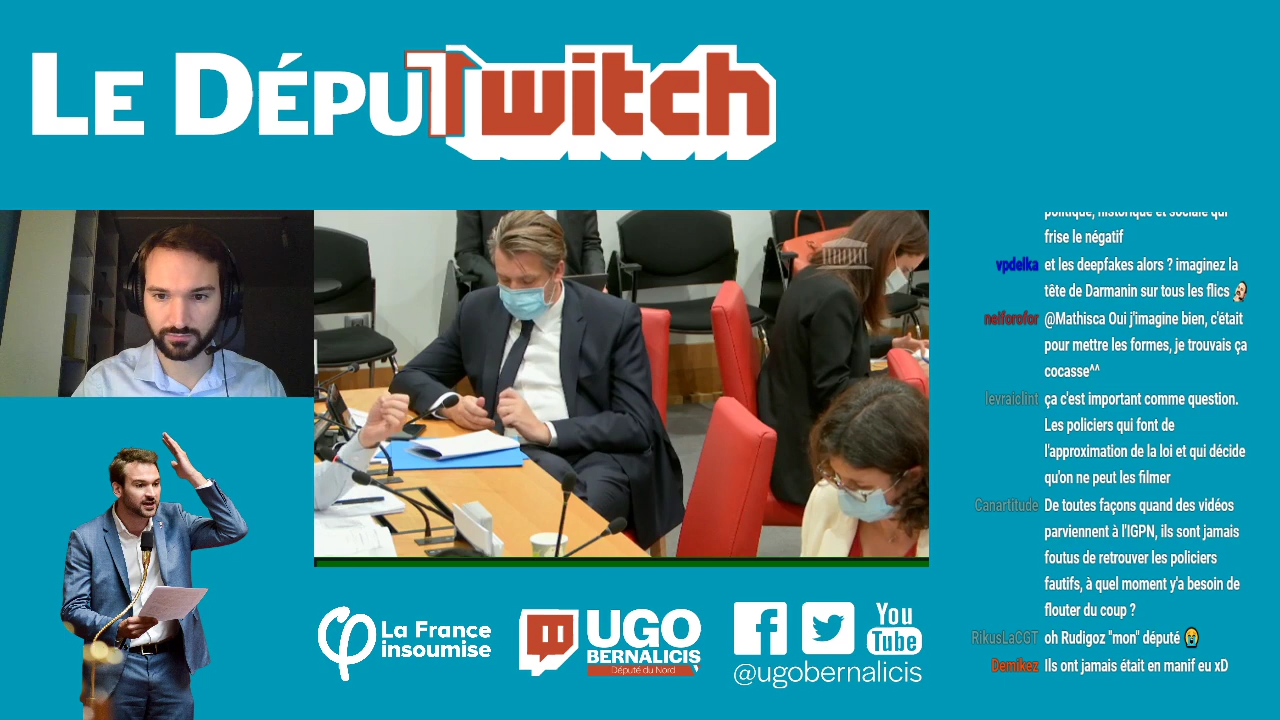 LE DÉPUTwitch
politique, historique et sociale qui
frise le négatif
vpdelka et les deepfakes alors ? imaginez la
tête de Darmanin sur tous les flics
neiforofor @Mathisca Oui j'imagine bien, c'était
pour mettre les formes, je trouvais ça
cocasse^^
levraiclint ça c'est important comme question.
Les policiers qui font de
l'approximation de la loi et qui décide
qu'on ne peut les filmer
Canartitude De toutes façons quand des vidéos
parviennent à l'IGPN, ils sont jamais
foutus de retrouver les policiers
fautifs, à quel moment y'a besoin de
flouter du coup ?
RikusLaCGT oh Rudigoz "mon" député
Demikez Ils ont jamais était en manif eu xD
La France
insoumise
UGO
BERNALICIS
Député du Nord
You
Tube
@ugobernalicis